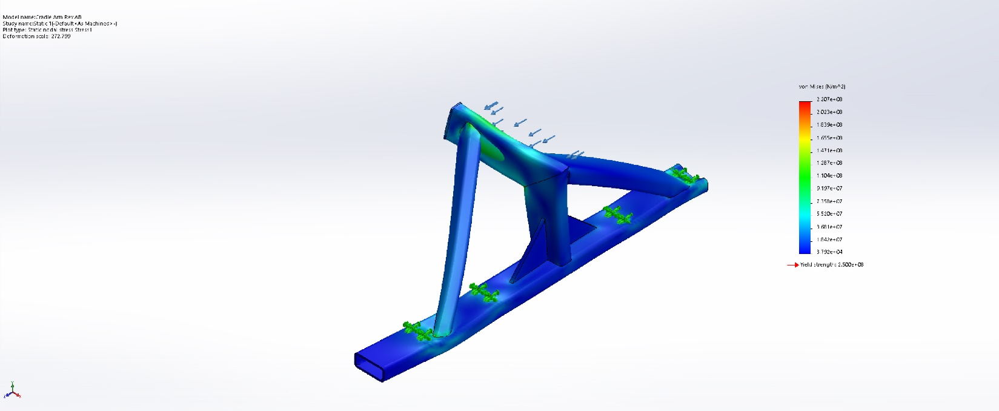 Model name:Cradle Arm Rev AB
Study name:Static 1(-Default<As Machined>-)
Plot type: Static nodal stress Stress1
Deformation scale: 272.799
von Mises (N/m^2)
2.207e+08
2.023e+08
1.839e+08
1.655e+08
1.471e+08
1.287e+08
1.104e+08
9.197e+07
7.358e+07
5.520e+07
3.681e+07
1.842e+07
3.792e+04
Yield strength: 2.500e+08
Y
Z
X